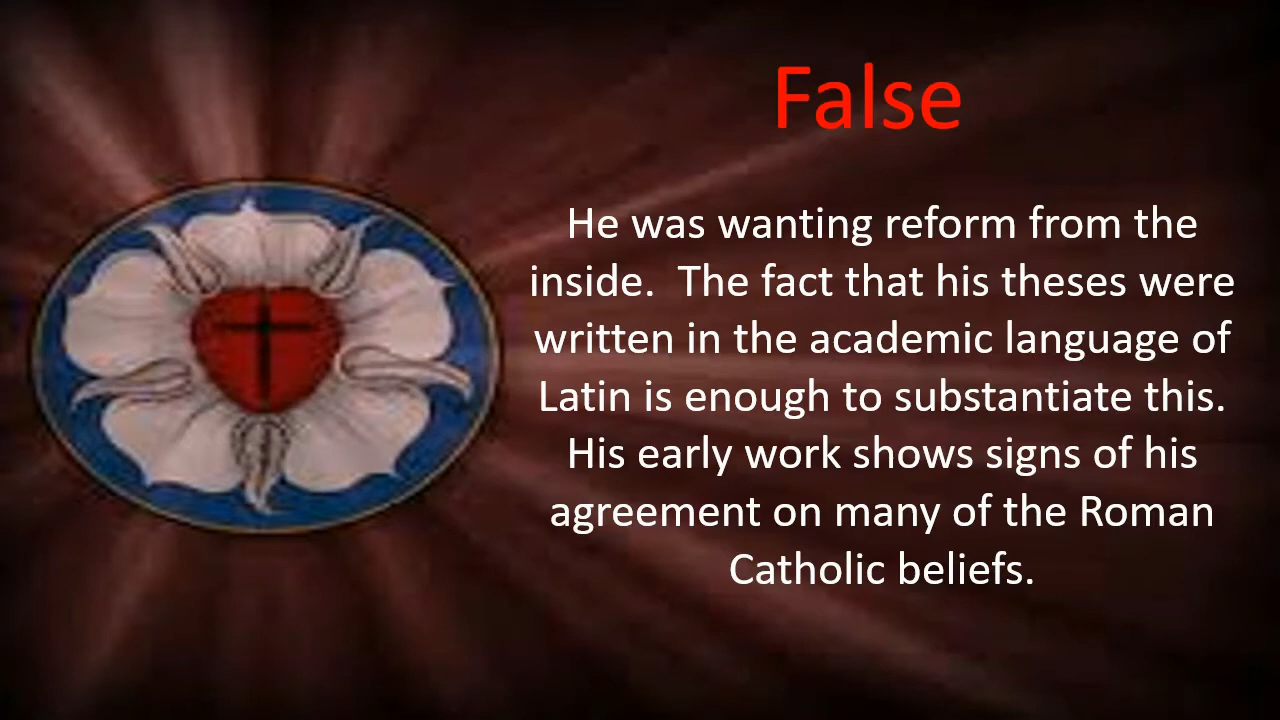 False
He was wanting reform from the
inside.  The fact that his theses were
written in the academic language of
Latin is enough to substantiate this.
His early work shows signs of his
agreement on many of the Roman
Catholic beliefs.